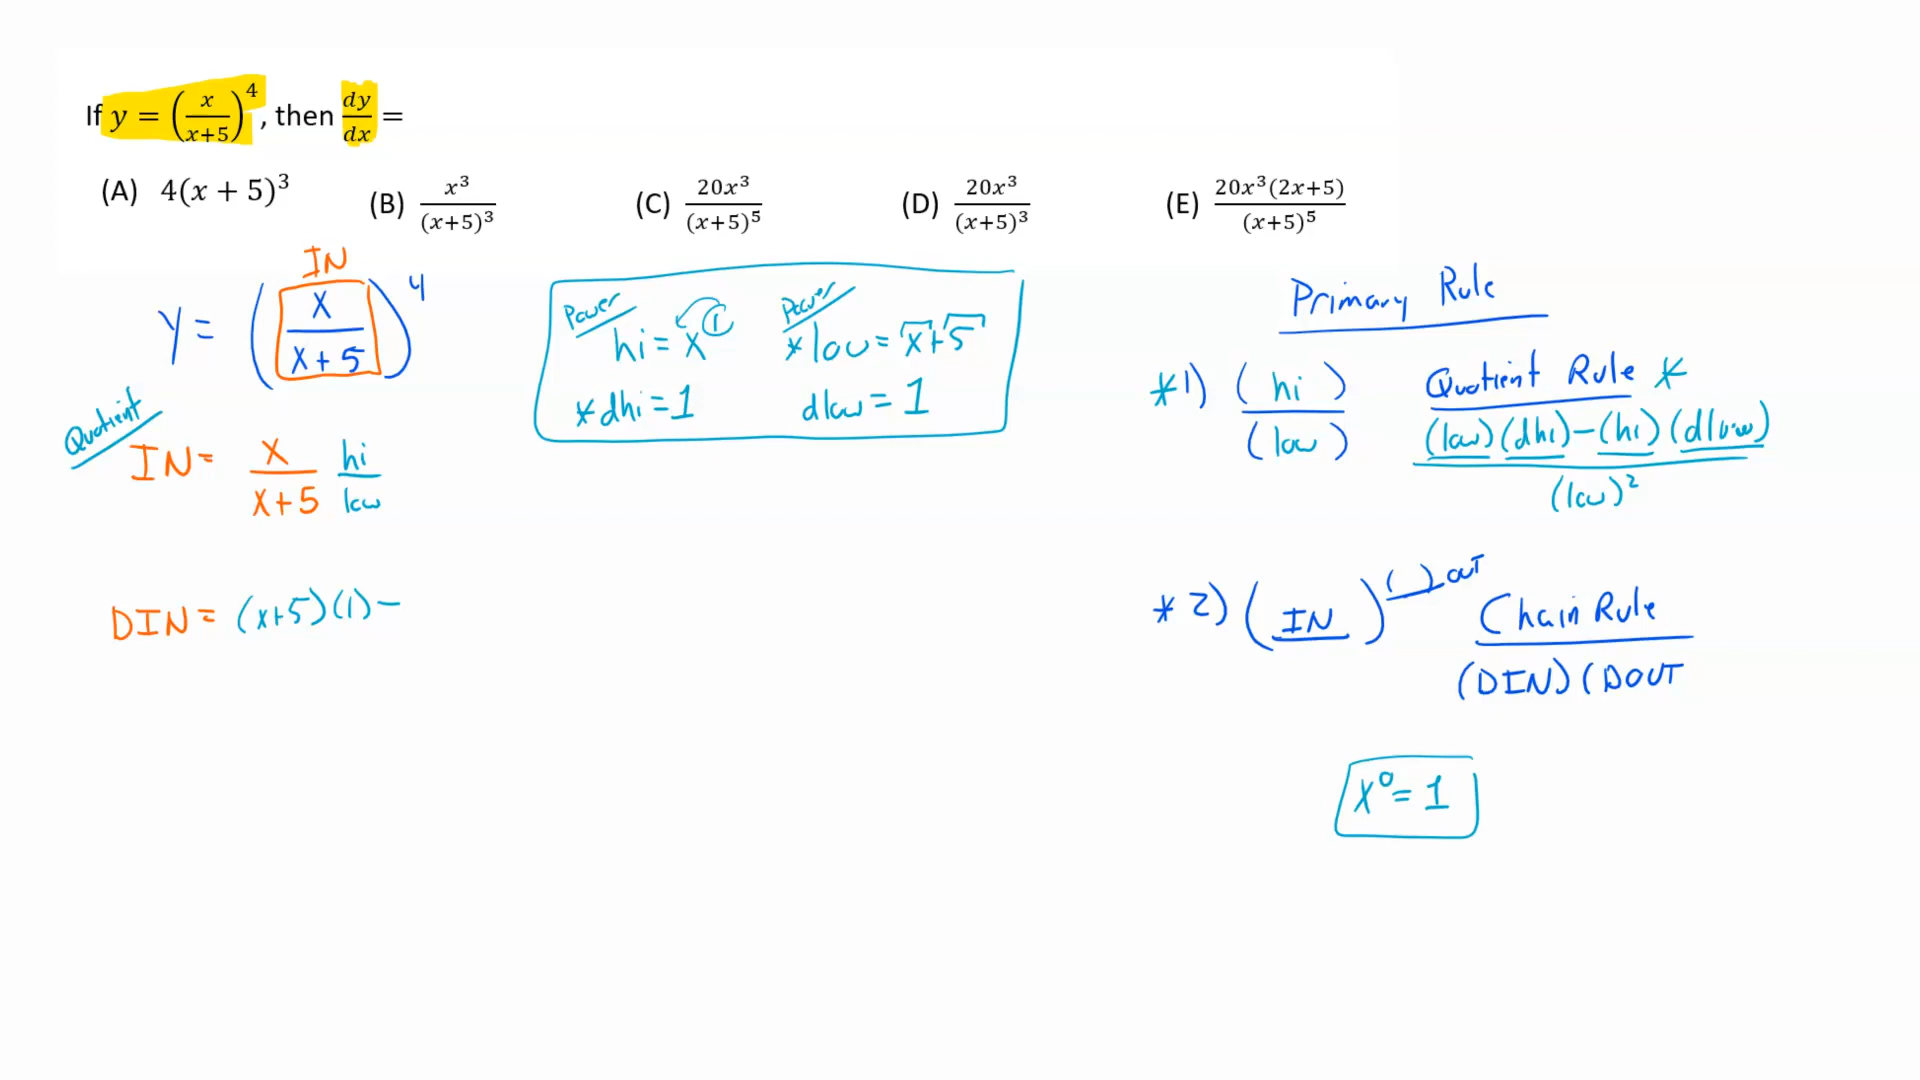 If y = (x/(x+5))^4, then dy/dx =
(A) 4(x + 5)^3 (B) x^3/(x+5)^3 (C) 20x^3/(x+5)^5 (D) 20x^3/(x+5)^3 (E) 20x^3(2x+5)/(x+5)^5
IN
y = (x/(x+5))^4
Quotient
IN = x/(x+5) hi/low
DIN = (x+5)(1) −
Power
hi = x^1
*dhi = 1
Power
*low = x+5
dlow = 1
Primary Rule
*1) (hi)/(low) Quotient Rule *
(low)(dhi)−(hi)(dlow)/(low)^2
*2) (IN)^( ) OUT Chain Rule
(DIN)(DOUT
x^0 = 1